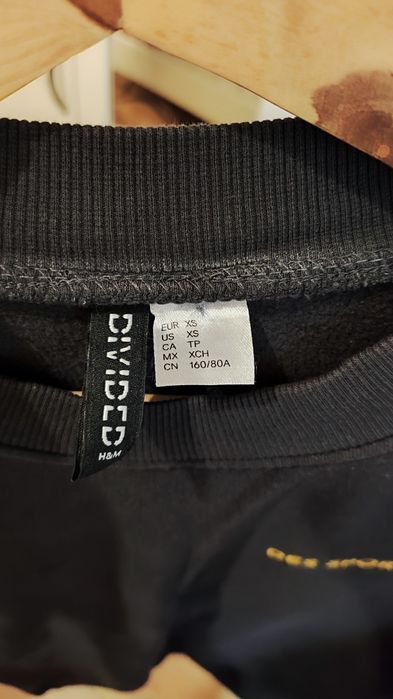 DIVIDED
H&M
EUR XS
US XS
CA TP
MX XCH
CN 160/80A